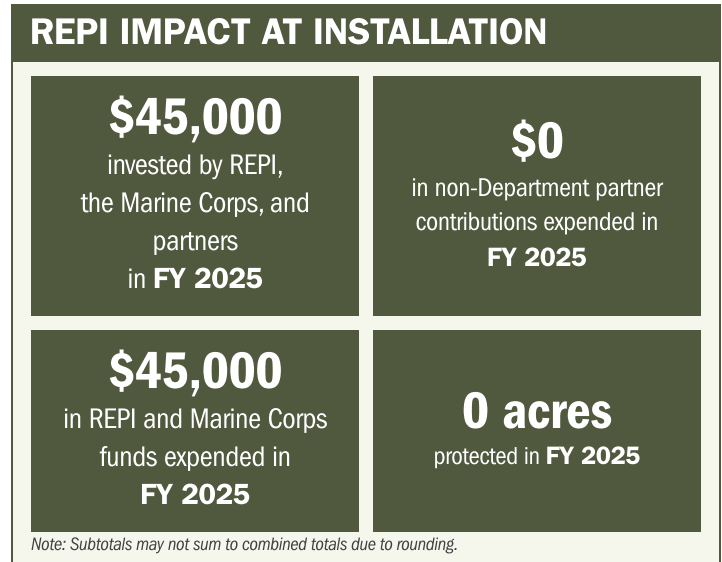 REPI IMPACT AT INSTALLATION
$45,000
invested by REPI,
the Marine Corps, and
partners
in FY 2025
$0
in non-Department partner
contributions expended in
FY 2025
$45,000
in REPI and Marine Corps
funds expended in
FY 2025
0 acres
protected in FY 2025
Note: Subtotals may not sum to combined totals due to rounding.